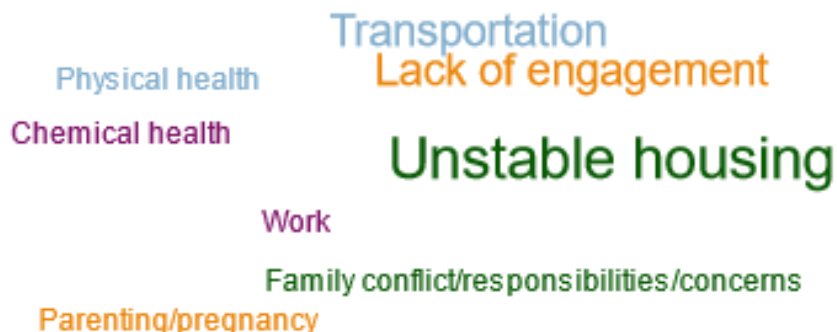 Transportation
Lack of engagement
Physical health
Chemical health
Unstable housing
Work
Family conflict/responsibilities/concerns
Parenting/pregnancy